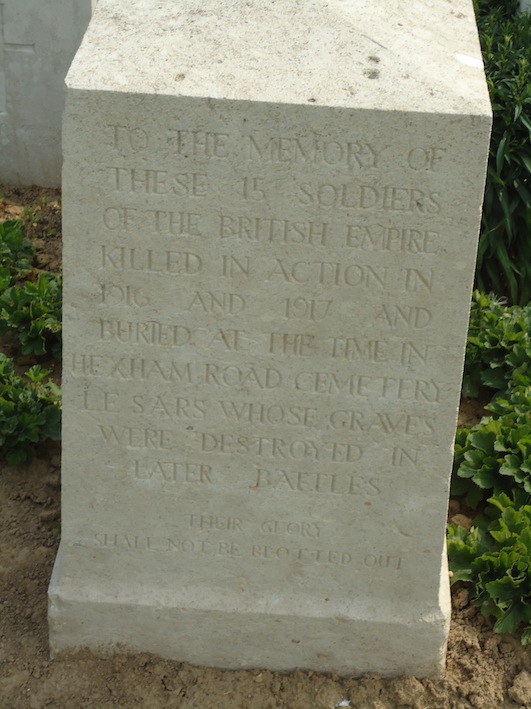 TO THE MEMORY OF
THESE 15 SOLDIERS
OF THE BRITISH EMPIRE
KILLED IN ACTION IN
1916 AND 1917 AND
BURIED AT THE TIME IN
HEXHAM ROAD CEMETERY
LE SARS WHOSE GRAVES
WERE DESTROYED IN
LATER BATTLES
THEIR GLORY
SHALL NOT BE BLOTTED OUT